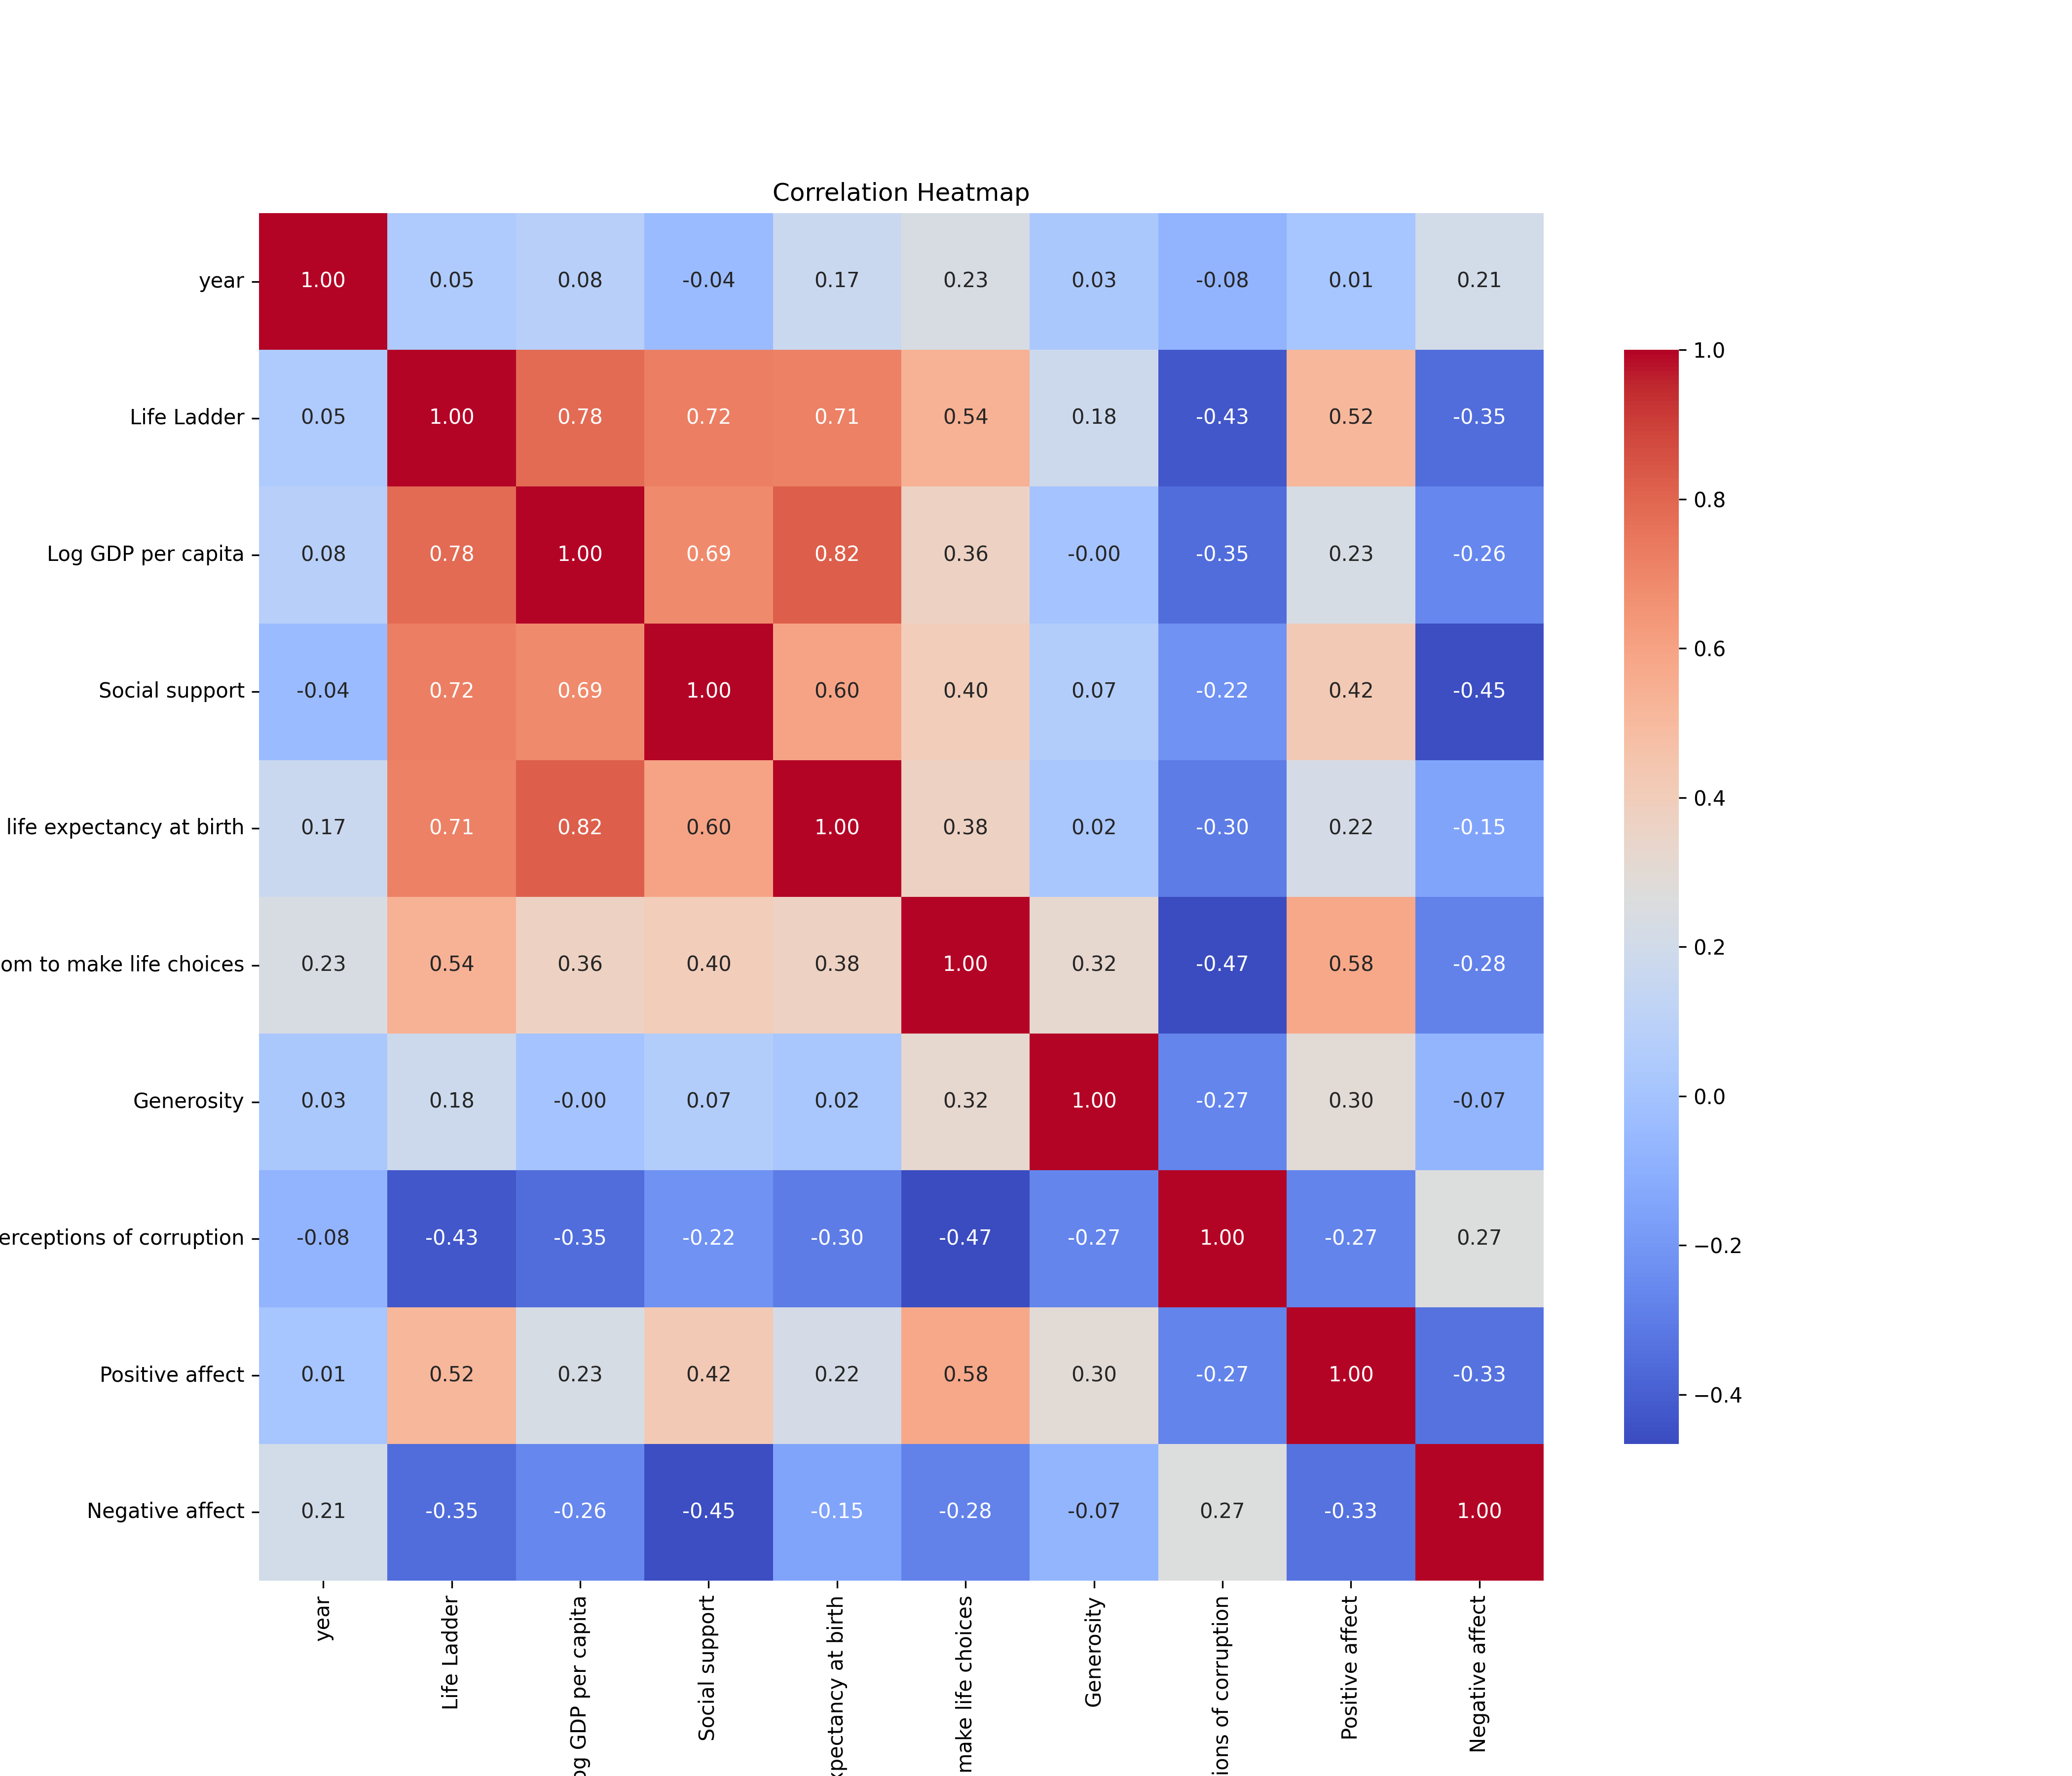 Correlation Heatmap
year 1.00 0.05 0.08 -0.04 0.17 0.23 0.03 -0.08 0.01 0.21
1.0
Life Ladder 0.05 1.00 0.78 0.72 0.71 0.54 0.18 -0.43 0.52 -0.35
0.8
Log GDP per capita 0.08 0.78 1.00 0.69 0.82 0.36 -0.00 -0.35 0.23 -0.26
0.6
Social support -0.04 0.72 0.69 1.00 0.60 0.40 0.07 -0.22 0.42 -0.45
0.4
life expectancy at birth 0.17 0.71 0.82 0.60 1.00 0.38 0.02 -0.30 0.22 -0.15
0.2
om to make life choices 0.23 0.54 0.36 0.40 0.38 1.00 0.32 -0.47 0.58 -0.28
0.0
Generosity 0.03 0.18 -0.00 0.07 0.02 0.32 1.00 -0.27 0.30 -0.07
erceptions of corruption -0.08 -0.43 -0.35 -0.22 -0.30 -0.47 -0.27 1.00 -0.27 0.27
−0.2
Positive affect 0.01 0.52 0.23 0.42 0.22 0.58 0.30 -0.27 1.00 -0.33
−0.4
Negative affect 0.21 -0.35 -0.26 -0.45 -0.15 -0.28 -0.07 0.27 -0.33 1.00
year
Life Ladder
og GDP per capita
Social support
xpectancy at birth
make life choices
Generosity
ions of corruption
Positive affect
Negative affect